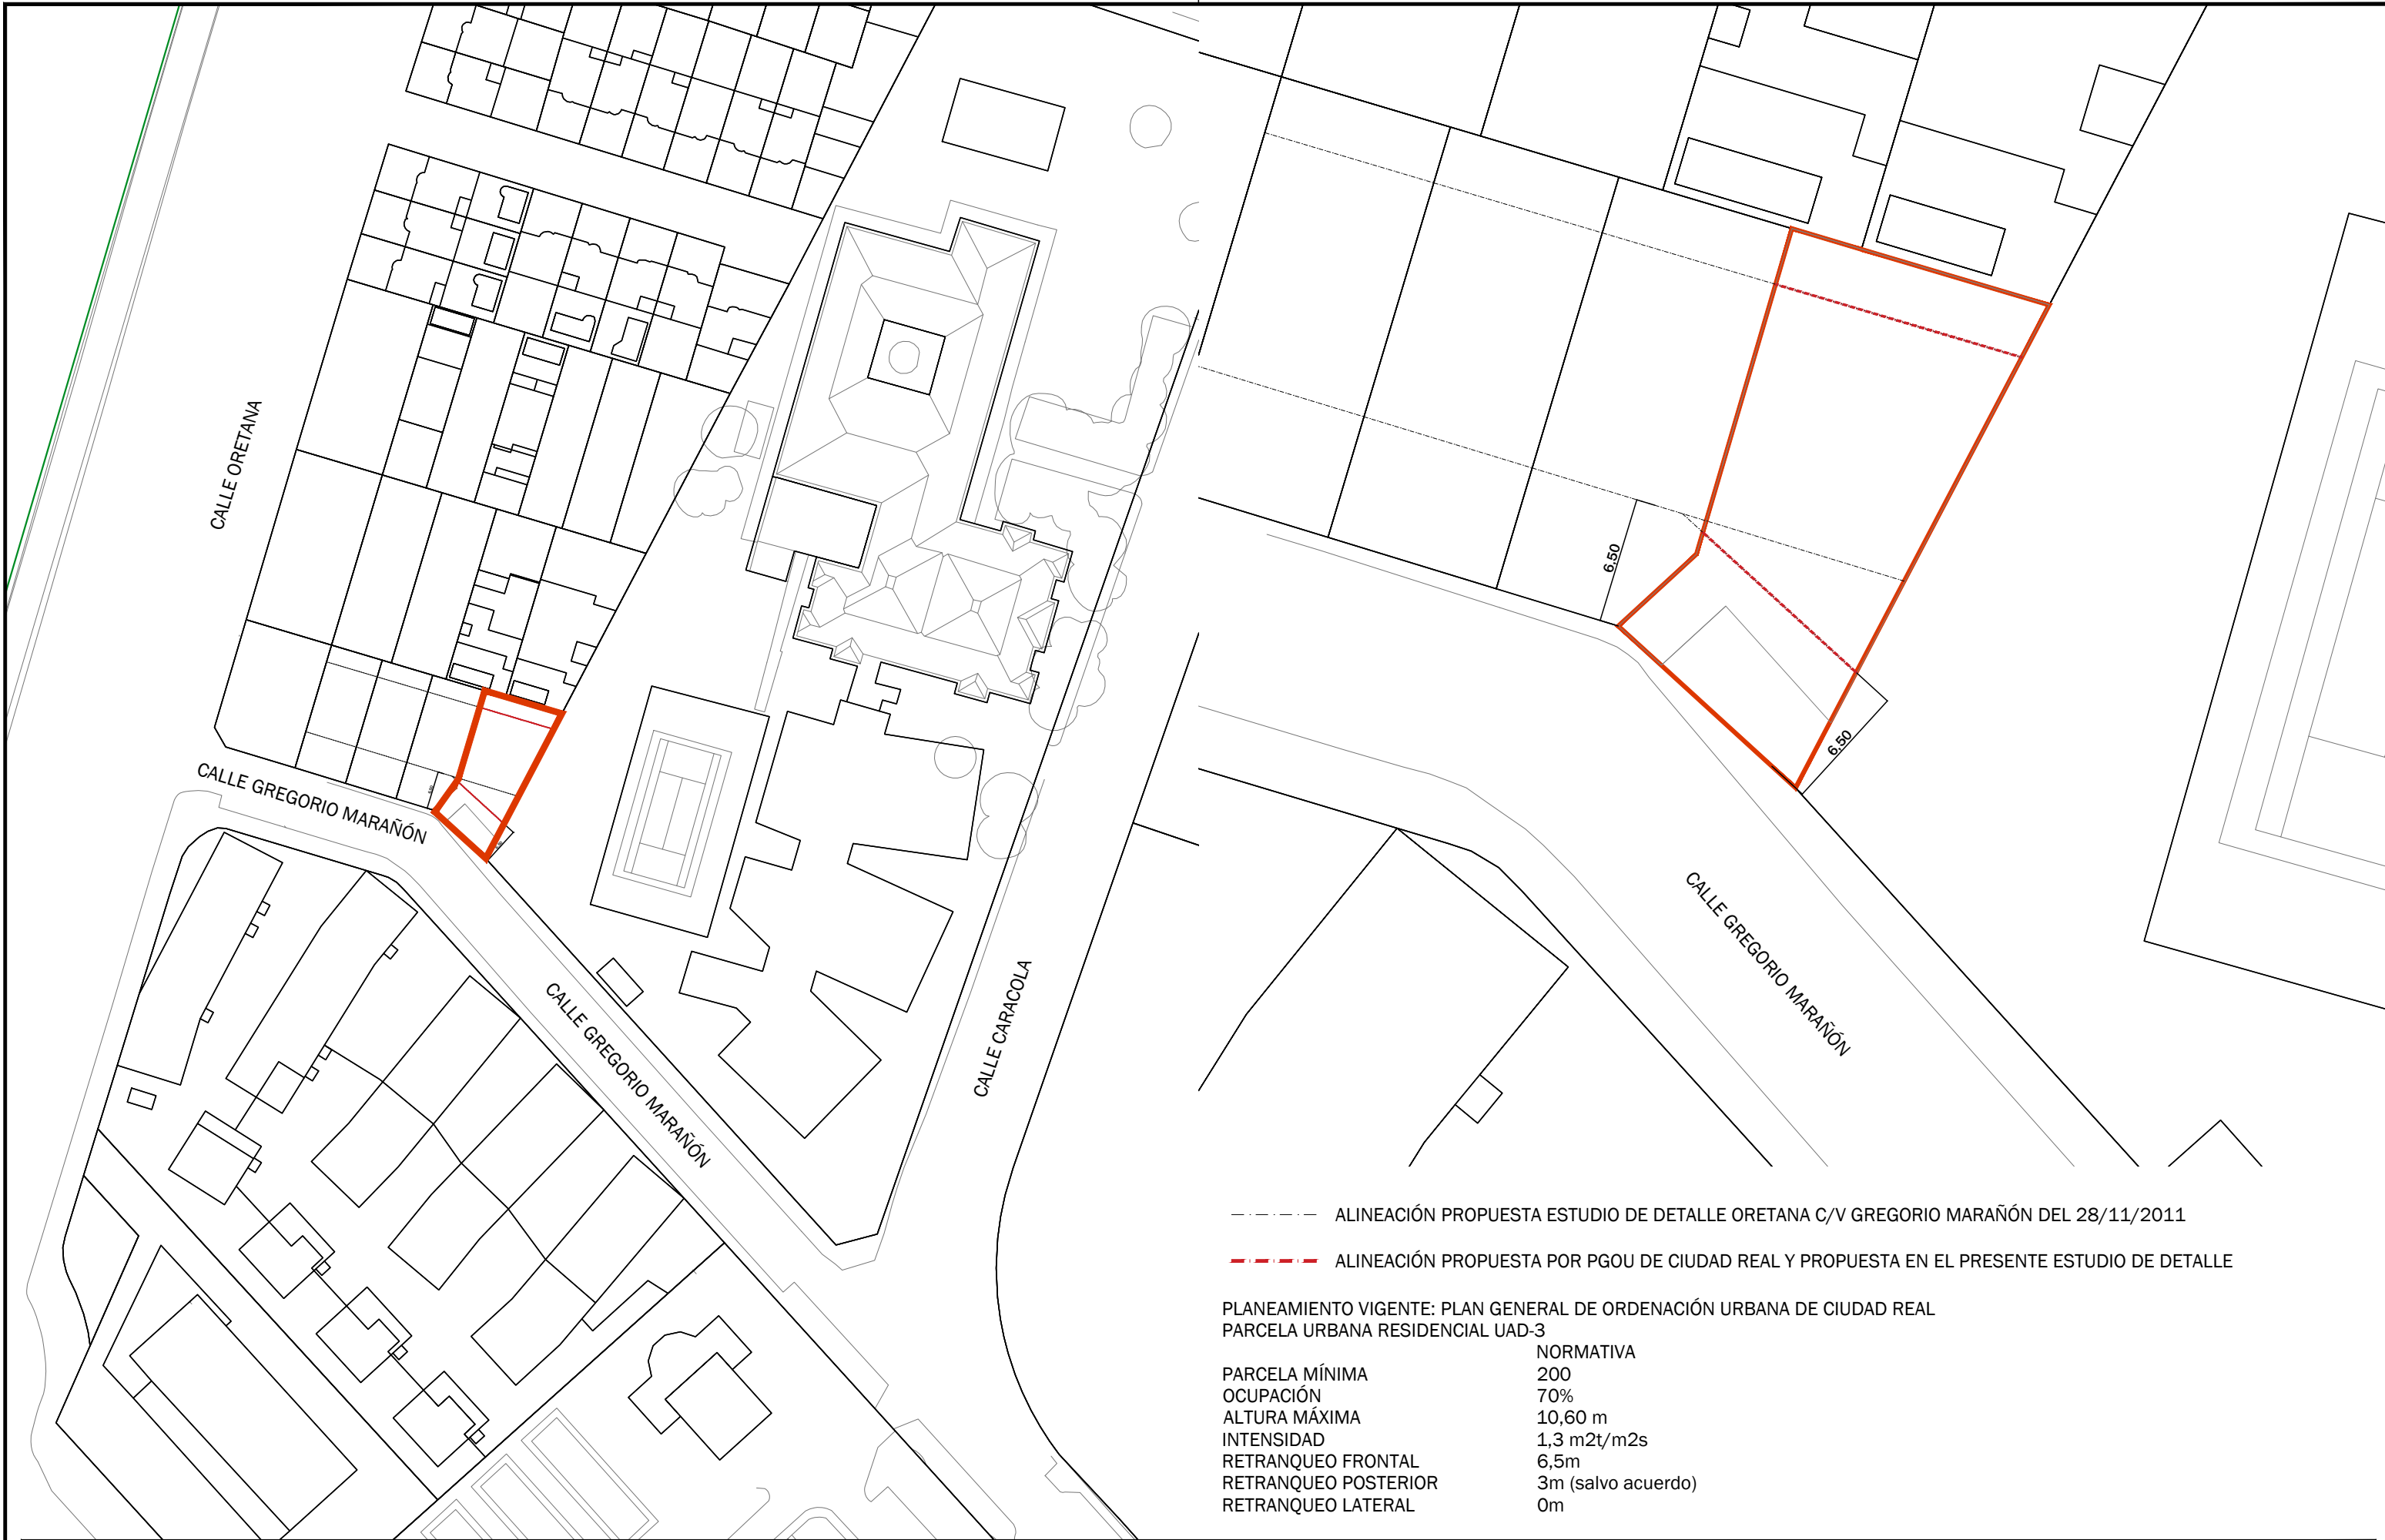 CALLE ORETANA
CALLE GREGORIO MARAÑÓN
CALLE GREGORIO MARAÑÓN
CALLE CARACOLA
6,50
6,50
CALLE GREGORIO MARAÑÓN
ALINEACIÓN PROPUESTA ESTUDIO DE DETALLE ORETANA C/V GREGORIO MARAÑÓN DEL 28/11/2011
ALINEACIÓN PROPUESTA POR PGOU DE CIUDAD REAL Y PROPUESTA EN EL PRESENTE ESTUDIO DE DETALLE
PLANEAMIENTO VIGENTE: PLAN GENERAL DE ORDENACIÓN URBANA DE CIUDAD REAL
PARCELA URBANA RESIDENCIAL UAD-3
NORMATIVA
PARCELA MÍNIMA 200
OCUPACIÓN 70%
ALTURA MÁXIMA 10,60 m
INTENSIDAD 1,3 m2t/m2s
RETRANQUEO FRONTAL 6,5m
RETRANQUEO POSTERIOR 3m (salvo acuerdo)
RETRANQUEO LATERAL 0m